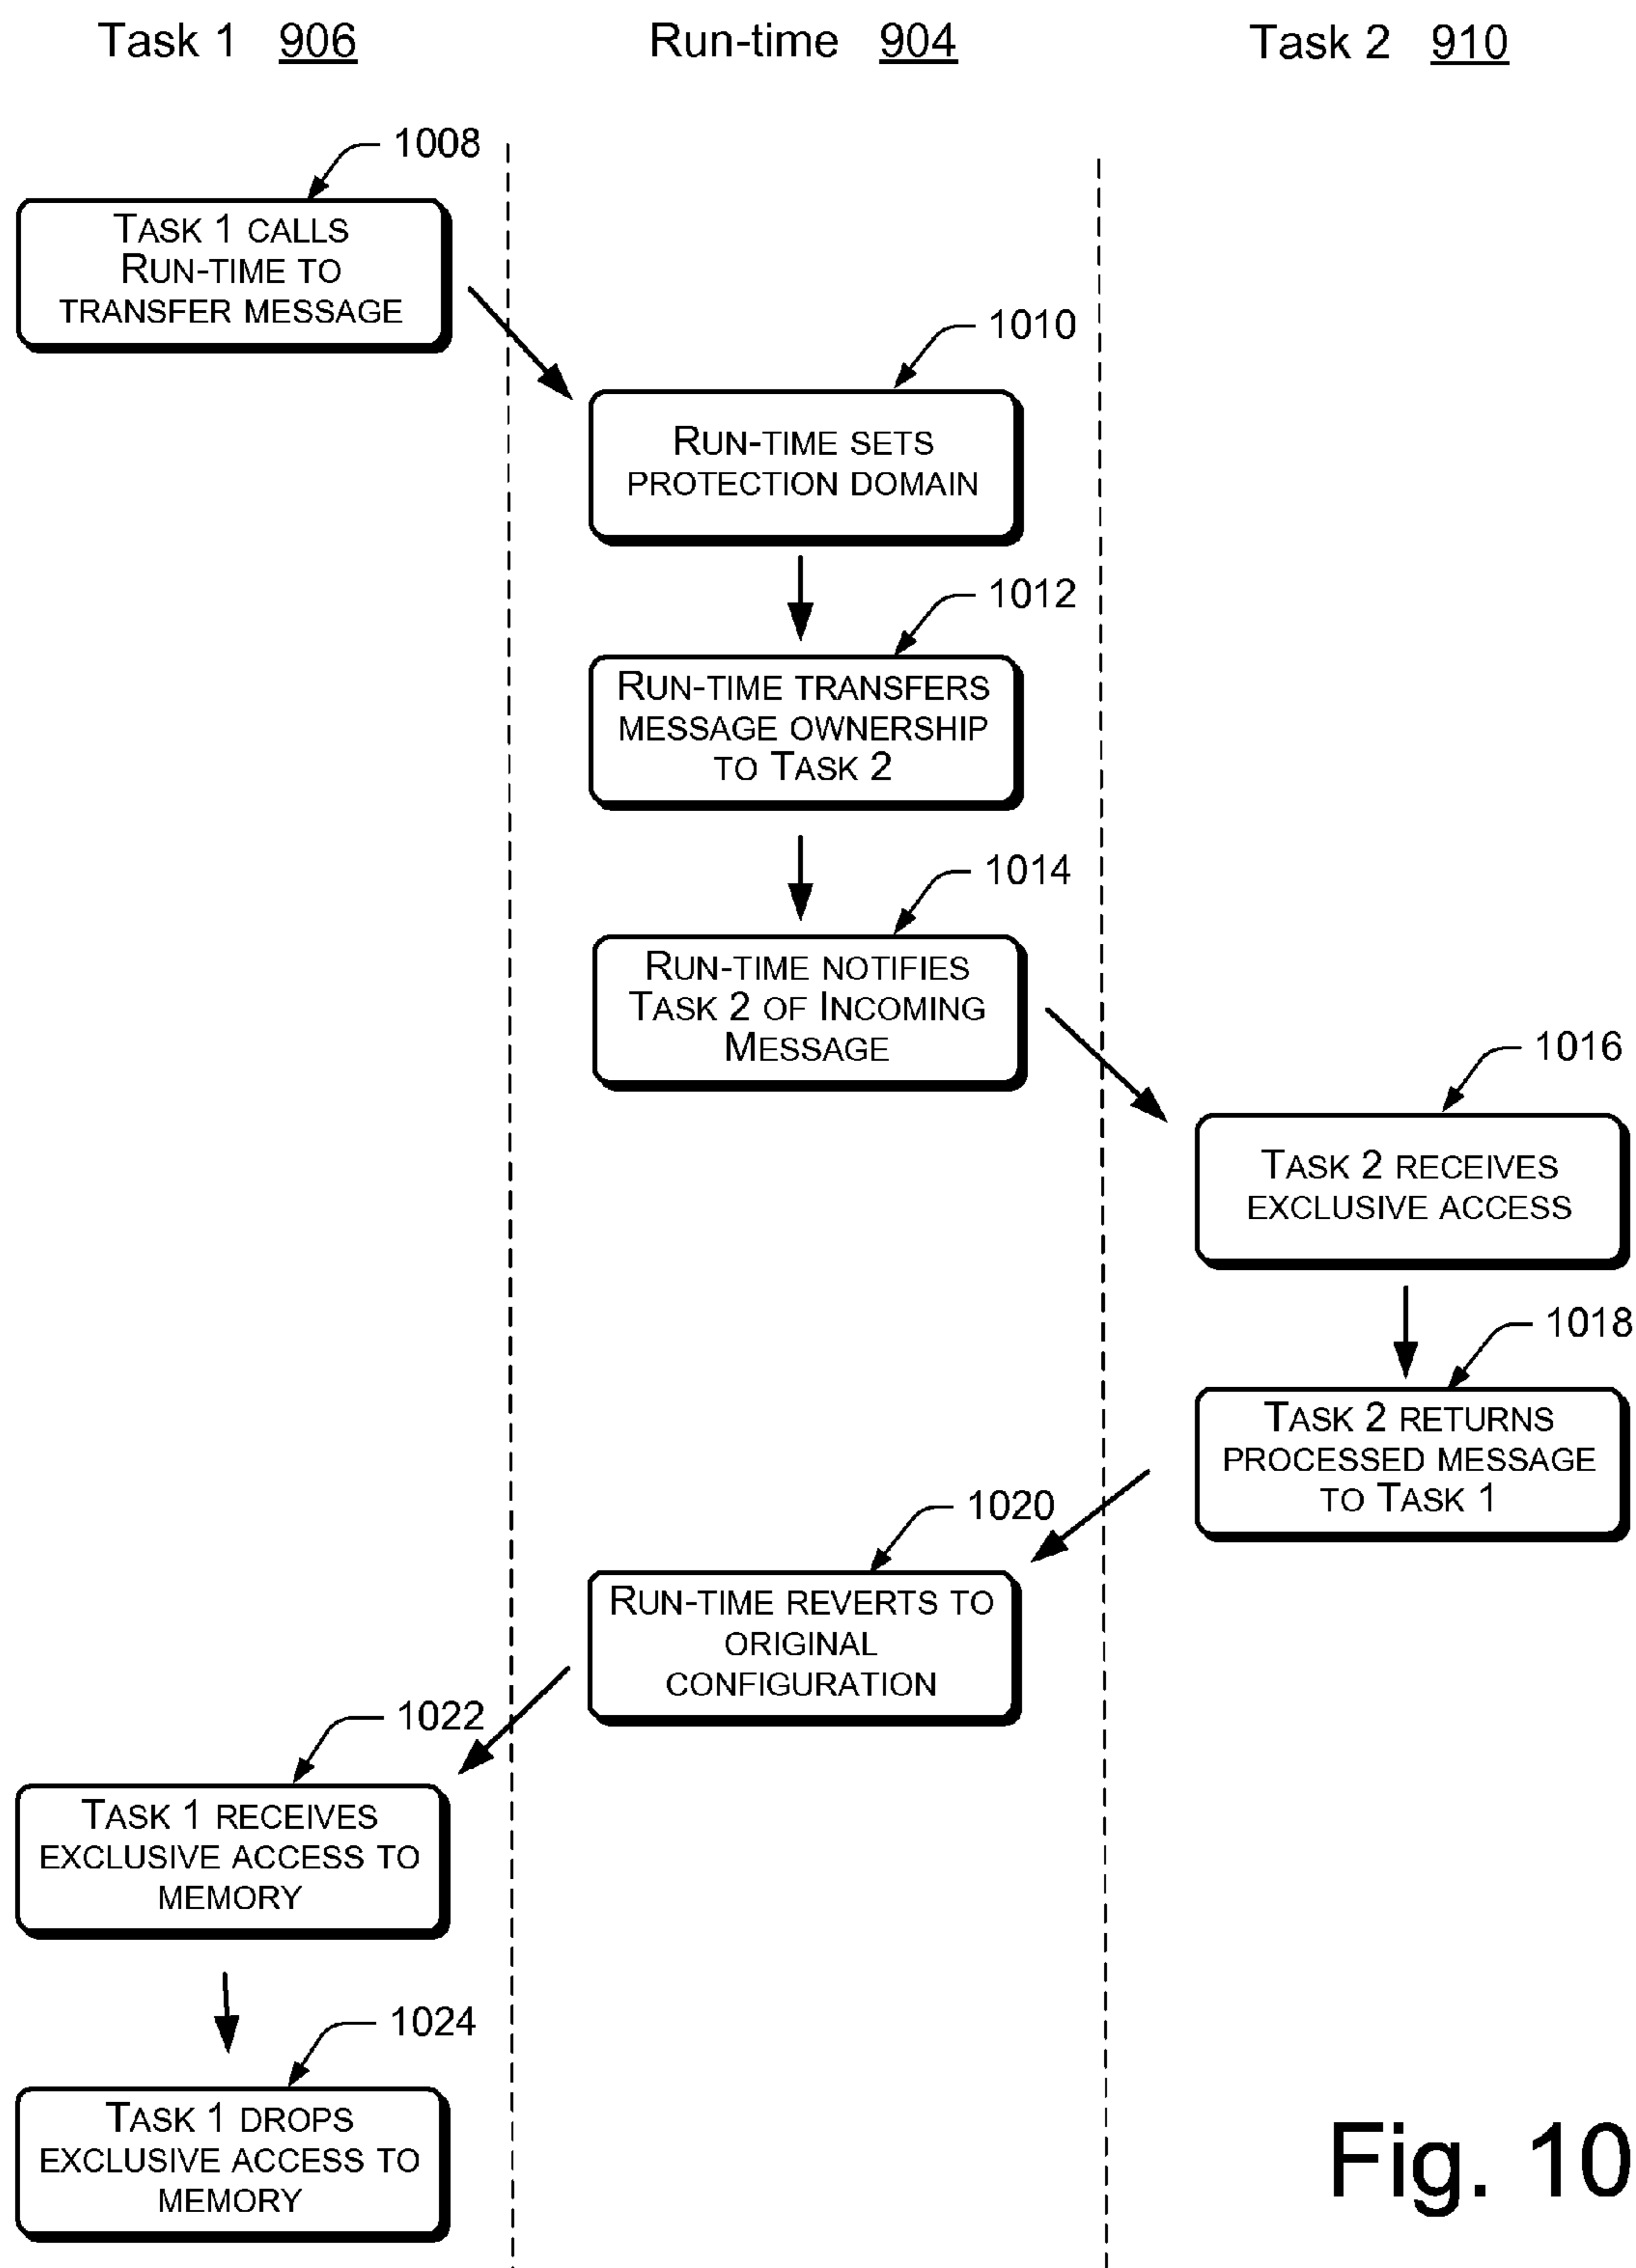 Task 1 906 Run-time 904 Task 2 910
1008
TASK 1 CALLS
RUN-TIME TO
TRANSFER MESSAGE
1010
RUN-TIME SETS
PROTECTION DOMAIN
1012
RUN-TIME TRANSFERS
MESSAGE OWNERSHIP
TO TASK 2
1014
RUN-TIME NOTIFIES
TASK 2 OF INCOMING
MESSAGE
1016
TASK 2 RECEIVES
EXCLUSIVE ACCESS
1018
TASK 2 RETURNS
PROCESSED MESSAGE
TO TASK 1
1020
RUN-TIME REVERTS TO
ORIGINAL
CONFIGURATION
1022
TASK 1 RECEIVES
EXCLUSIVE ACCESS TO
MEMORY
1024
TASK 1 DROPS
EXCLUSIVE ACCESS TO
MEMORY
Fig. 10